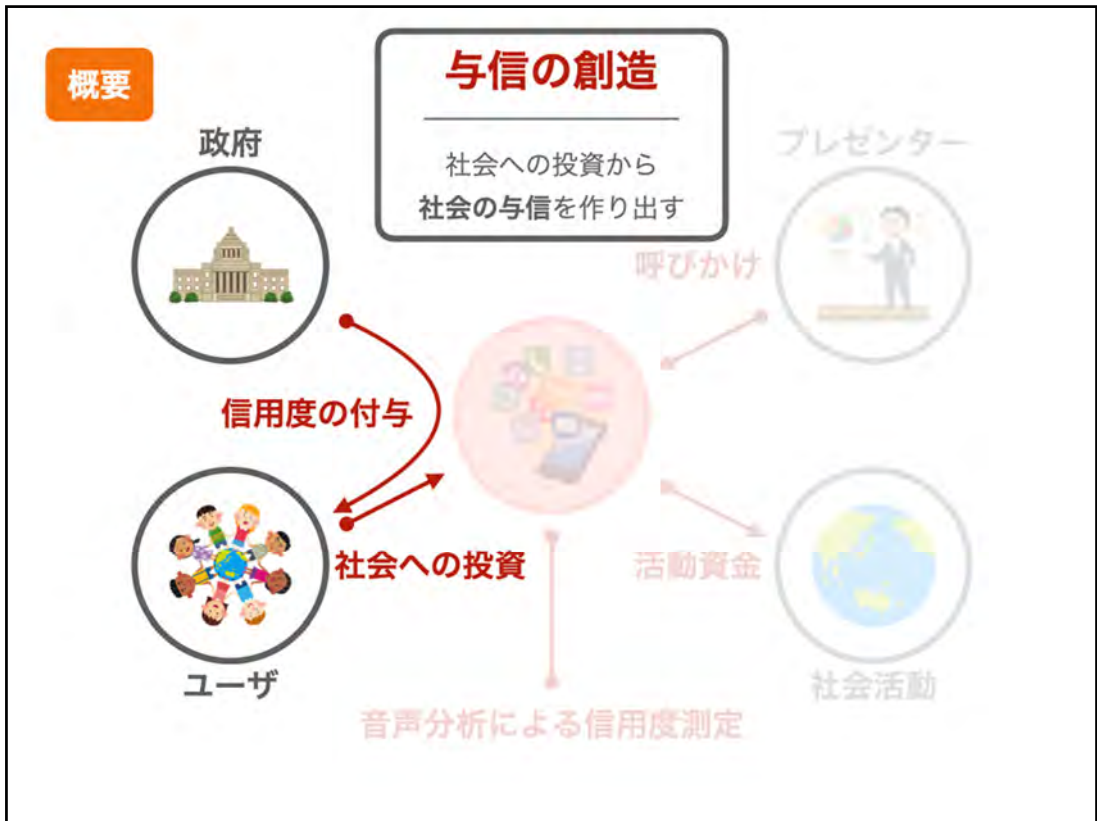 概要
与信の創造
社会への投資から
社会の与信を作り出す
政府
プレゼンター
呼びかけ
信用度の付与
社会への投資
活動資金
ユーザ
社会活動
音声分析による信用度測定